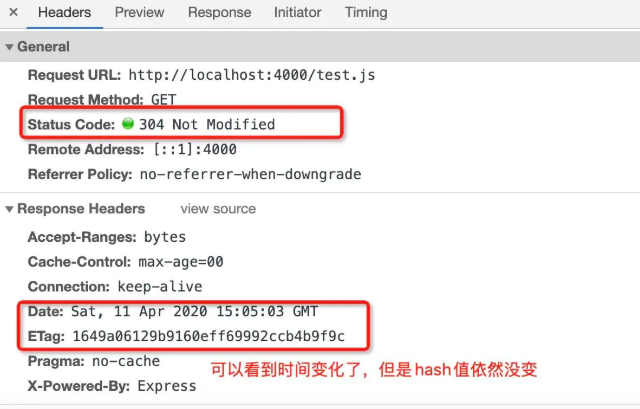 × Headers Preview Response Initiator Timing
▼ General
Request URL: http://localhost:4000/test.js
Request Method: GET
Status Code: 304 Not Modified
Remote Address: [::1]:4000
Referrer Policy: no-referrer-when-downgrade
▼ Response Headers view source
Accept-Ranges: bytes
Cache-Control: max-age=00
Connection: keep-alive
Date: Sat, 11 Apr 2020 15:05:03 GMT
ETag: 1649a06129b9160eff69992ccb4b9f9c
Pragma: no-cache
可以看到时间变化了，但是hash值依然没变
X-Powered-By: Express